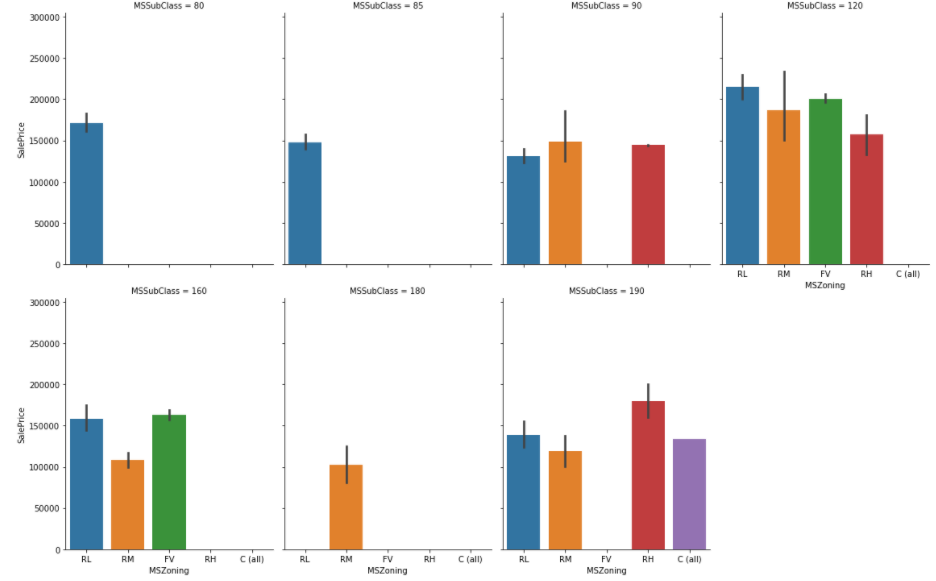 MSSubClass = 80
MSSubClass = 85
MSSubClass = 90
MSSubClass = 120
300000
250000
200000
150000
100000
50000
0
SalePrice
RL RM FV RH C (all)
MSZoning
MSSubClass = 160
MSSubClass = 180
MSSubClass = 190
300000
250000
200000
150000
100000
50000
0
SalePrice
RL RM FV RH C (all)
MSZoning
RL RM FV RH C (all)
MSZoning
RL RM FV RH C (all)
MSZoning